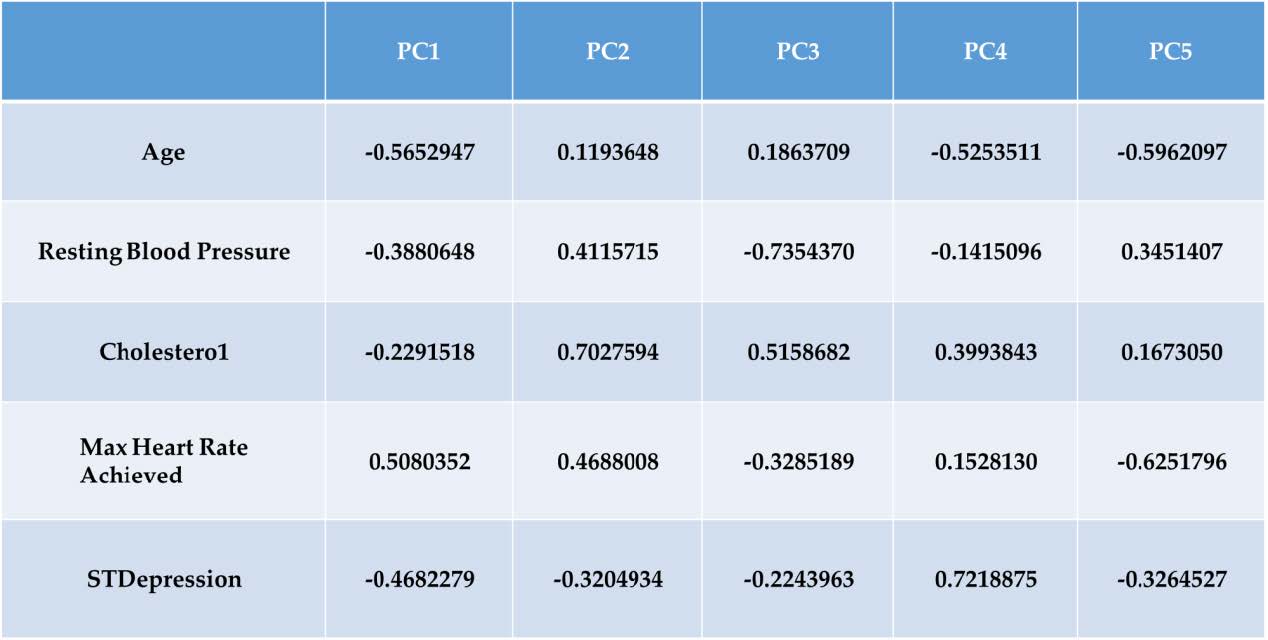 PC1 PC2 PC3 PC4 PC5
Age -0.5652947 0.1193648 0.1863709 -0.5253511 -0.5962097
Resting Blood Pressure -0.3880648 0.4115715 -0.7354370 -0.1415096 0.3451407
Cholestero1 -0.2291518 0.7027594 0.5158682 0.3993843 0.1673050
Max Heart Rate
Achieved 0.5080352 0.4688008 -0.3285189 0.1528130 -0.6251796
STDepression -0.4682279 -0.3204934 -0.2243963 0.7218875 -0.3264527